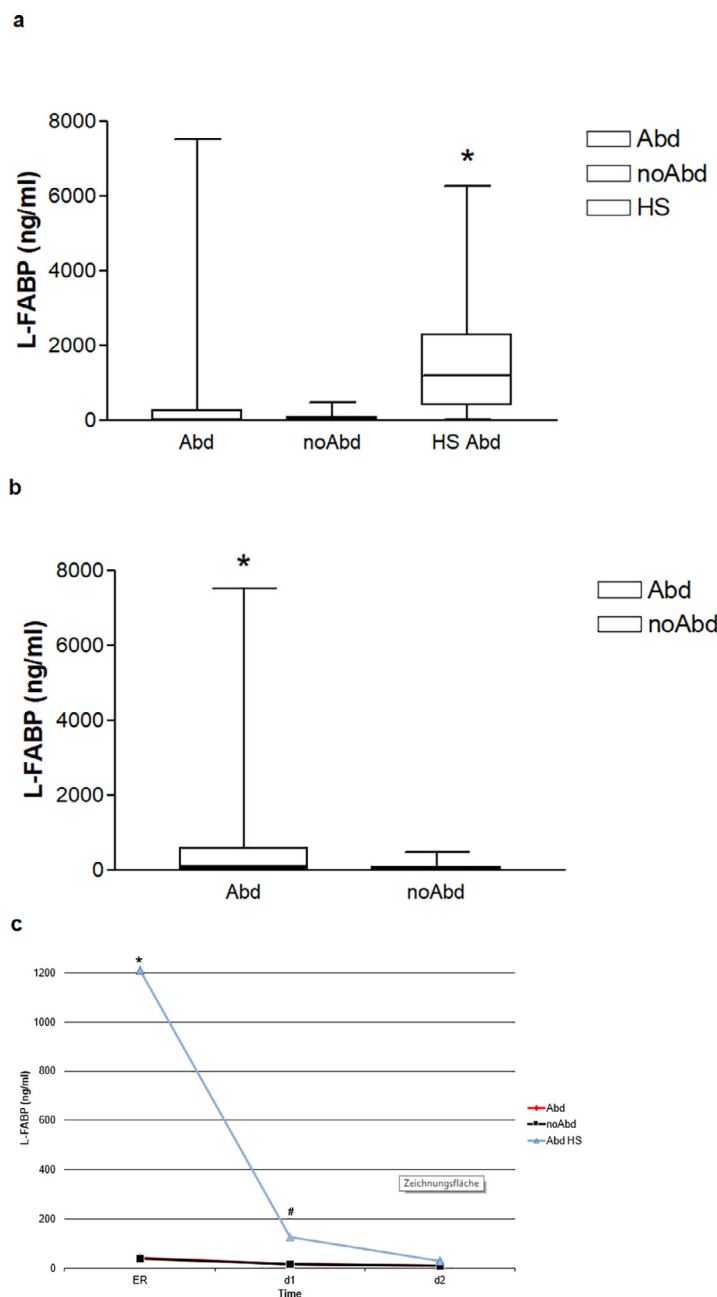 a
L-FABP (ng/ml)
8000
6000
4000
2000
0
*
Abd
noAbd
HS
Abd noAbd HS Abd
b
L-FABP (ng/ml)
8000
6000
4000
2000
0
*
Abd
noAbd
Abd noAbd
c
L-FABP (ng/ml)
1200
1000
800
600
400
200
0
*
#
Abd
noAbd
Abd HS
Zeichnungsfläche
ER d1 d2
Time